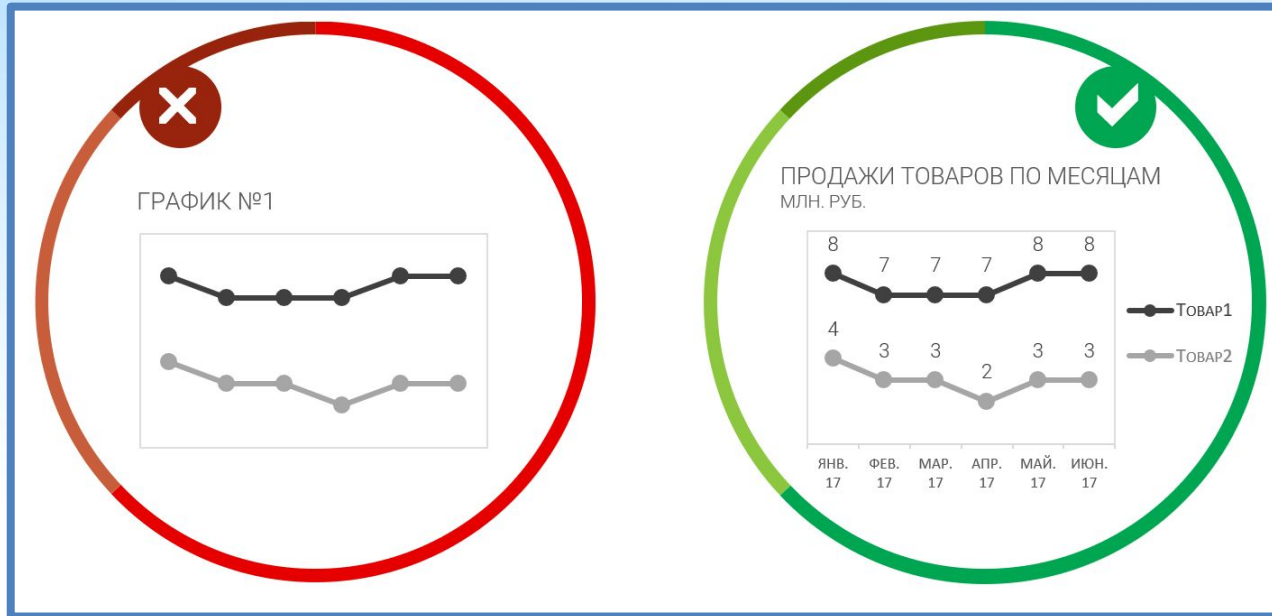 ГРАФИК №1
ПРОДАЖИ ТОВАРОВ ПО МЕСЯЦАМ
МЛН. РУБ.
8 7 7 7 8 8
4 3 3 2 3 3
ТОВАР1
ТОВАР2
ЯНВ. ФЕВ. МАР. АПР. МАЙ. ИЮН.
17 17 17 17 17 17